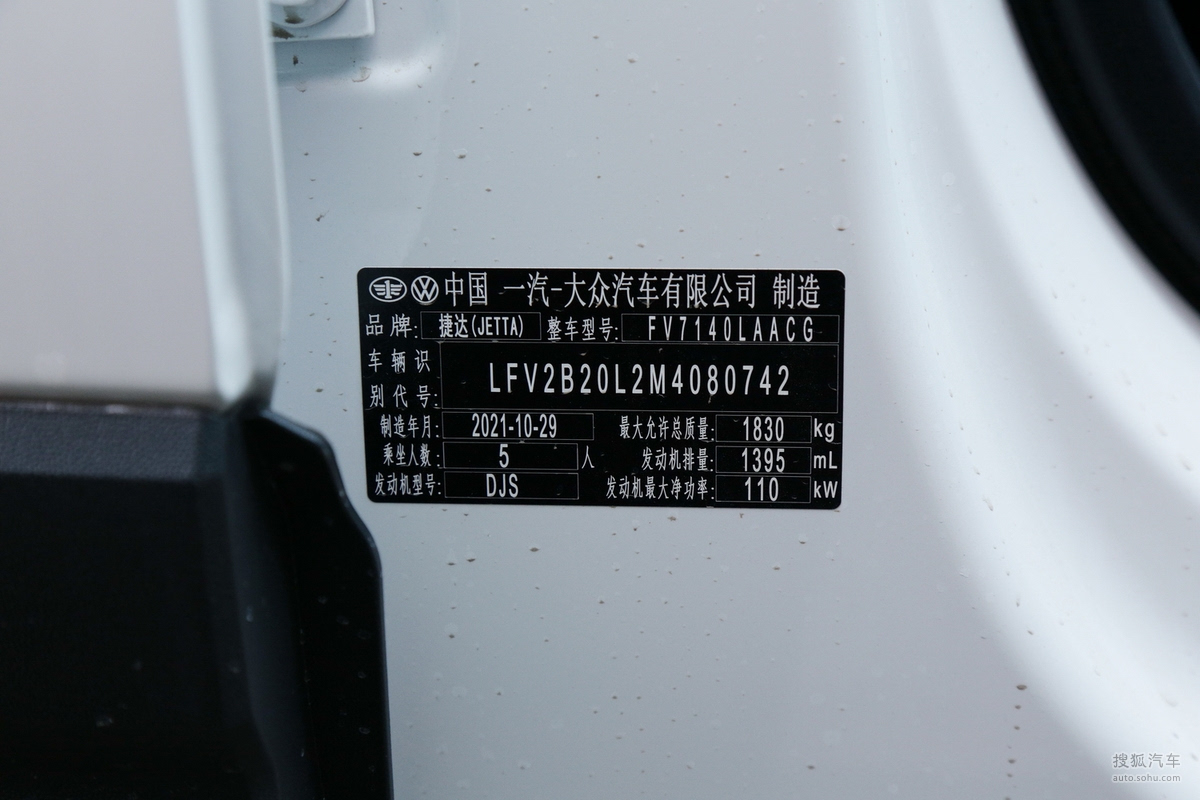 中国 一汽-大众汽车有限公司 制造
品牌: 捷达(JETTA) 整车型号: FV7140LAACG
车辆识别代号: LFV2B20L2M4080742
制造年月: 2021-10-29 最大允许总质量: 1830 kg
乘坐人数: 5 人 发动机排量: 1395 mL
发动机型号: DJS 发动机最大净功率: 110 kW
搜狐汽车
auto.sohu.com